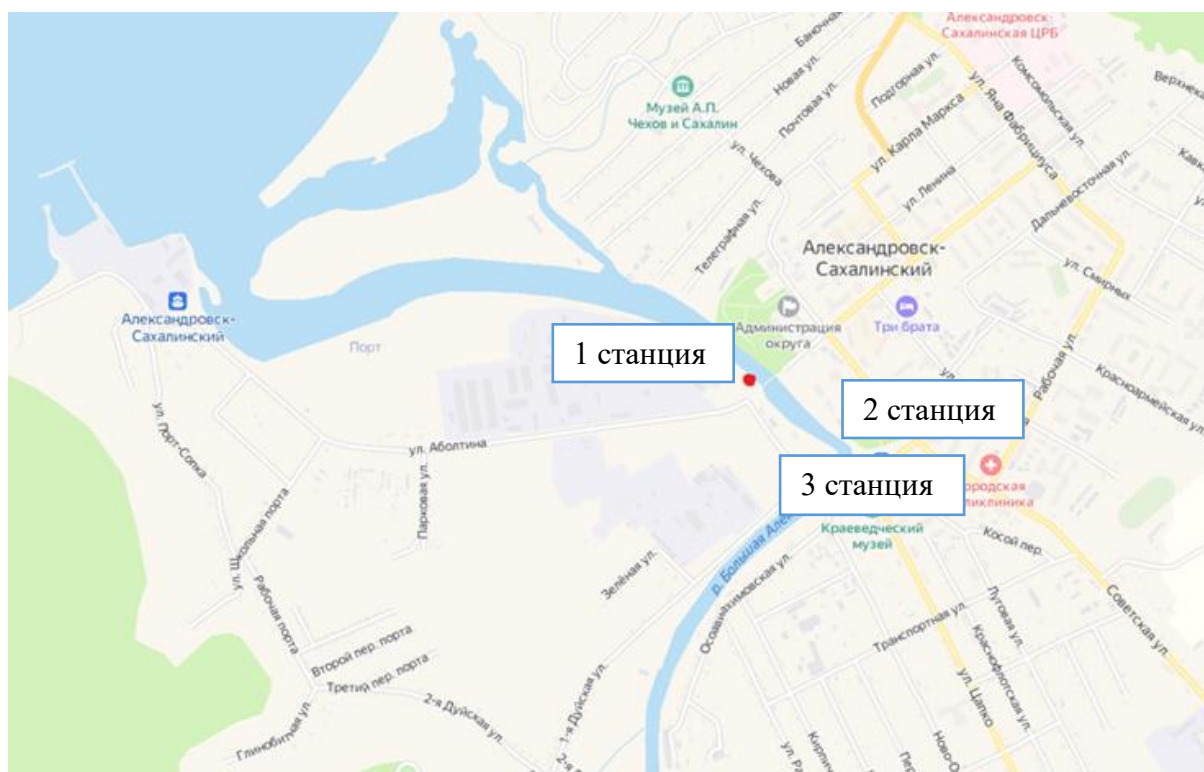 Александровск-
Сахалинская ЦРБ
Баночная ул.
Новая ул.
Почтовая ул.
Подгорная ул.
ул. Карла Маркса
ул. Яна Фабрициуса
Комсомольская ул.
Музей А.П.
Чехов и Сахалин
ул. Чехова
ул. Ленина
Дальневосточная ул.
Телеграфная ул.
Александровск-
Сахалинский
ул. Смирных
Администрация
округа
Три брата
Александровск-
Сахалинский
Порт
1 станция
Рабочая ул.
Красноармейская ул.
2 станция
ул. Порт-Сопка
ул. Аболтина
Парковая ул.
3 станция
Краеведческий
музей
Косой пер.
ул. Школьная порта
Зелёная ул.
р. Большая
Осоавиахимовская ул.
Транспортная ул.
Луговая ул.
Краснофлотская ул.
Советская ул.
ул. Цапко
Рабочая порта
Второй пер. порта
Третий пер. порта
2-я Дуйская ул.
1-я Дуйская ул.
Глинобитная ул.